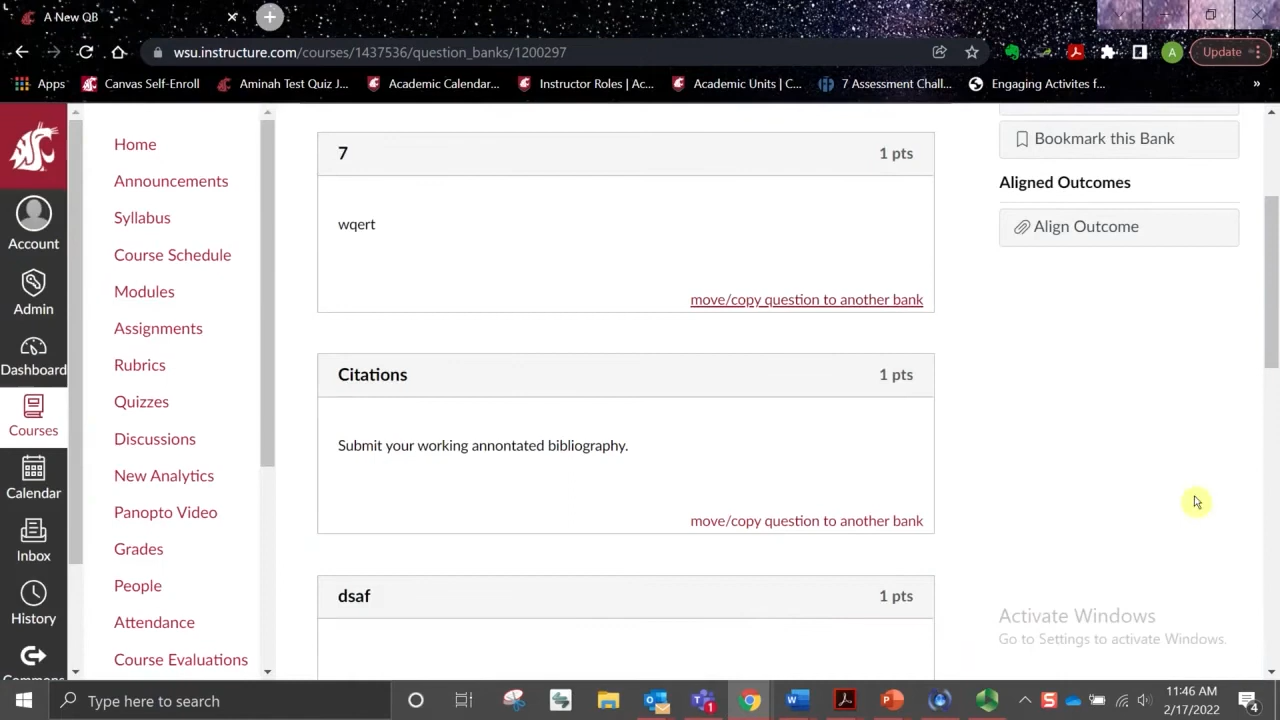 A New QB
wsu.instructure.com/courses/1437536/question_banks/1200297
A
Update
Apps
Canvas Self-Enroll
Aminah Test Quiz J...
Academic Calendar...
Instructor Roles | Ac...
Academic Units | C...
7 Assessment Chall...
Engaging Activites f...
»
Account
Admin
Dashboard
Courses
Calendar
Inbox
History
Home
Announcements
Syllabus
Course Schedule
Modules
Assignments
Rubrics
Quizzes
Discussions
New Analytics
Panopto Video
Grades
People
Attendance
Course Evaluations
7 1 pts
wqert
move/copy question to another bank
Citations 1 pts
Submit your working annontated bibliography.
move/copy question to another bank
dsaf 1 pts
Bookmark this Bank
Aligned Outcomes
Align Outcome
Activate Windows
Go to Settings to activate Windows.
Type here to search
11:46 AM
2/17/2022
1
4